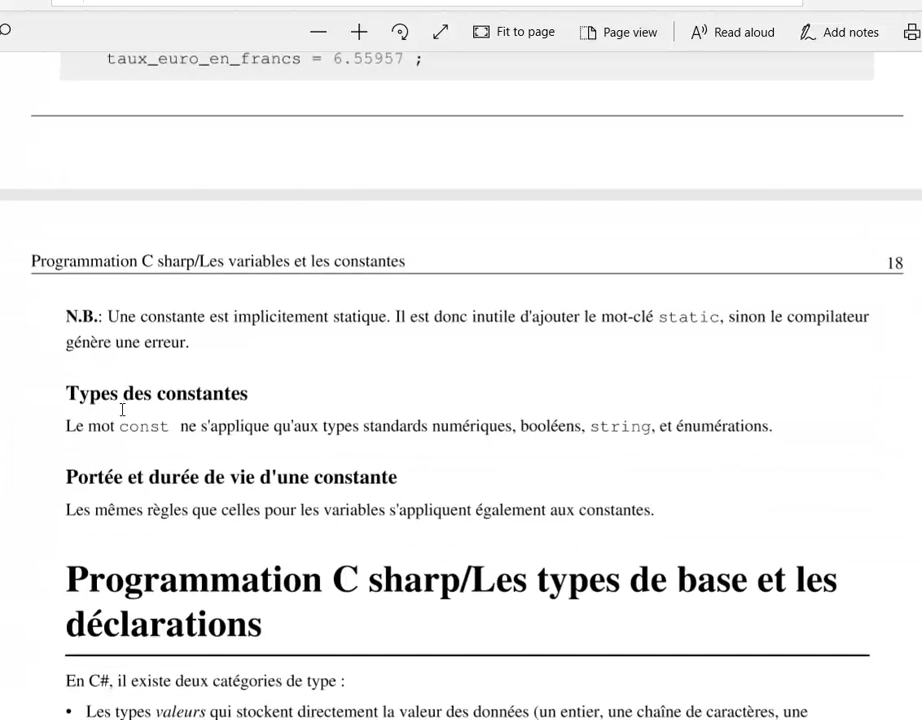 Fit to page Page view Read aloud Add notes
taux_euro_en_francs = 6.55957 ;
Programmation C sharp/Les variables et les constantes 18
N.B.: Une constante est implicitement statique. Il est donc inutile d'ajouter le mot-clé static, sinon le compilateur
génère une erreur.
Types des constantes
Le mot const ne s'applique qu'aux types standards numériques, booléens, string, et énumérations.
Portée et durée de vie d'une constante
Les mêmes règles que celles pour les variables s'appliquent également aux constantes.
Programmation C sharp/Les types de base et les
déclarations
En C#, il existe deux catégories de type :
• Les types valeurs qui stockent directement la valeur des données (un entier, une chaîne de caractères, une